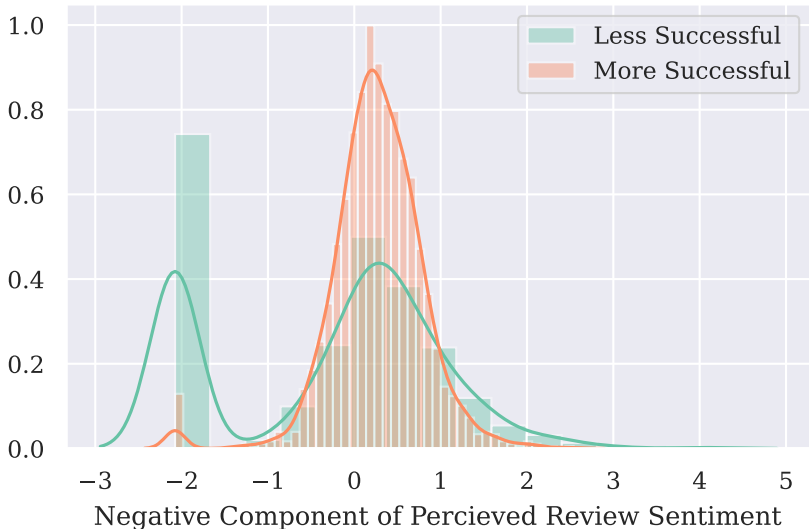 1.0
0.8
0.6
0.4
0.2
0.0
Less Successful
More Successful
−3 −2 −1 0 1 2 3 4 5
Negative Component of Percieved Review Sentiment